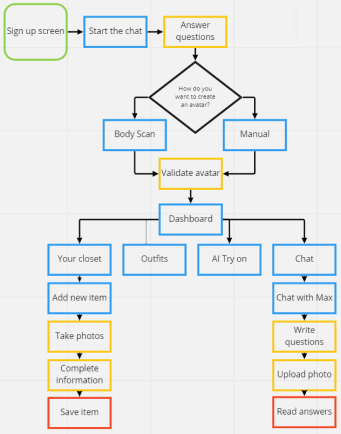 Sign up screen
Start the chat
Answer
questions
How do you
want to create
an avatar?
Body Scan
Manual
Validate avatar
Dashboard
Your closet
Outfits
AI Try on
Chat
Add new item
Chat with Max
Take photos
Write
questions
Complete
information
Upload photo
Save item
Read answers